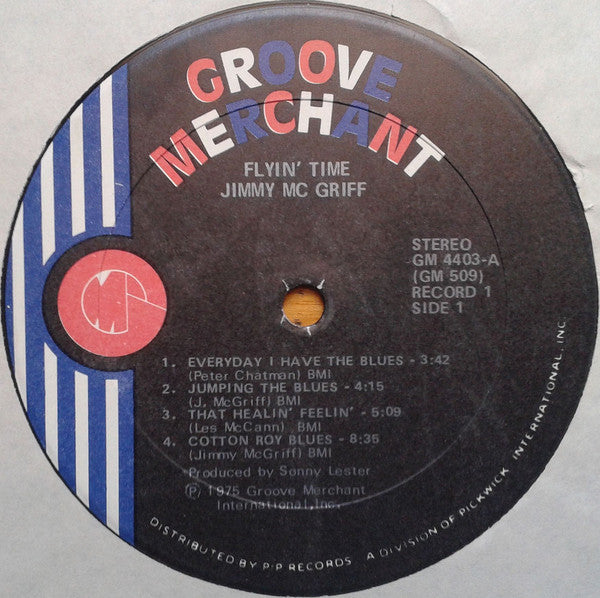 GROOVE
MERCHANT
FLYIN' TIME
JIMMY MC GRIFF
STEREO
GM 4403-A
(GM 509)
RECORD 1
SIDE 1
1. EVERYDAY I HAVE THE BLUES - 3:42
(Peter Chatman) BMI
2. JUMPING THE BLUES - 4:15
(J. McGriff) BMI
3. THAT HEALIN' FEELIN' - 5:09
(Les McCann) BMI
4. COTTON ROY BLUES - 8:35
(Jimmy McGriff) BMI
Produced by Sonny Lester
Ⓟ 1975 Groove Merchant
International, Inc.
DISTRIBUTED BY P.P RECORDS A DIVISION OF PICKWICK INTERNATIONAL, INC.